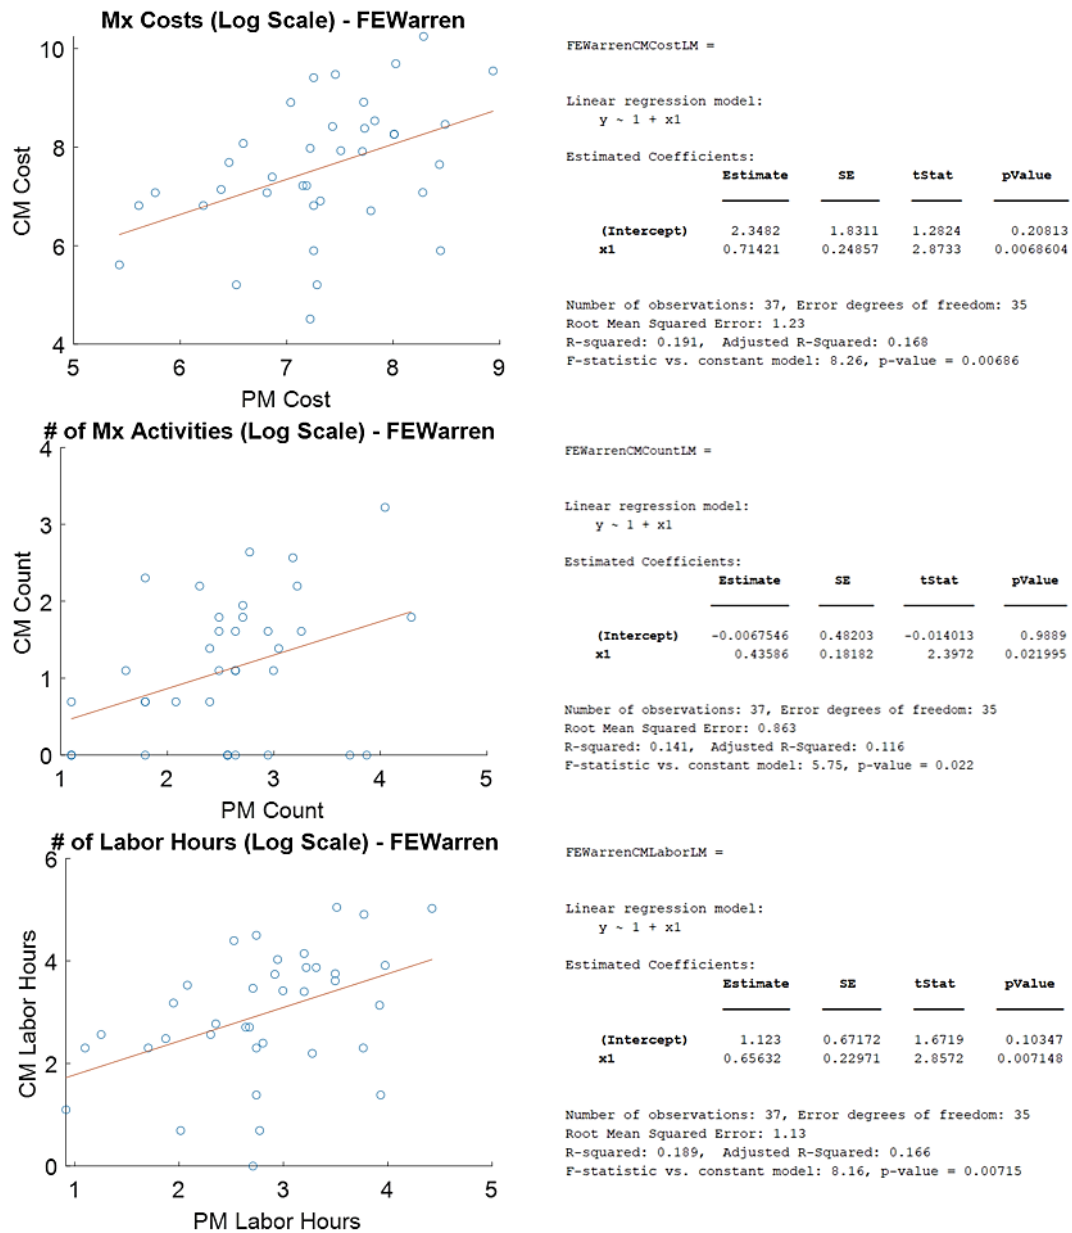 Mx Costs (Log Scale) - FEWarren
10
8
6
4
CM Cost
5 6 7 8 9
PM Cost
FEWarrenCMCostLM =
Linear regression model:
y ~ 1 + x1
Estimated Coefficients:
Estimate SE tStat pValue
(Intercept) 2.3482 1.8311 1.2824 0.20813
x1 0.71421 0.24857 2.8733 0.0068604
Number of observations: 37, Error degrees of freedom: 35
Root Mean Squared Error: 1.23
R-squared: 0.191, Adjusted R-Squared: 0.168
F-statistic vs. constant model: 8.26, p-value = 0.00686
# of Mx Activities (Log Scale) - FEWarren
4
3
2
1
0
CM Count
1 2 3 4 5
PM Count
FEWarrenCMCountLM =
Linear regression model:
y ~ 1 + x1
Estimated Coefficients:
Estimate SE tStat pValue
(Intercept) -0.0067546 0.48203 -0.014013 0.9889
x1 0.43586 0.18182 2.3972 0.021995
Number of observations: 37, Error degrees of freedom: 35
Root Mean Squared Error: 0.863
R-squared: 0.141, Adjusted R-Squared: 0.116
F-statistic vs. constant model: 5.75, p-value = 0.022
# of Labor Hours (Log Scale) - FEWarren
6
4
2
0
CM Labor Hours
1 2 3 4 5
PM Labor Hours
FEWarrenCMLaborLM =
Linear regression model:
y ~ 1 + x1
Estimated Coefficients:
Estimate SE tStat pValue
(Intercept) 1.123 0.67172 1.6719 0.10347
x1 0.65632 0.22971 2.8572 0.007148
Number of observations: 37, Error degrees of freedom: 35
Root Mean Squared Error: 1.13
R-squared: 0.189, Adjusted R-Squared: 0.166
F-statistic vs. constant model: 8.16, p-value = 0.00715